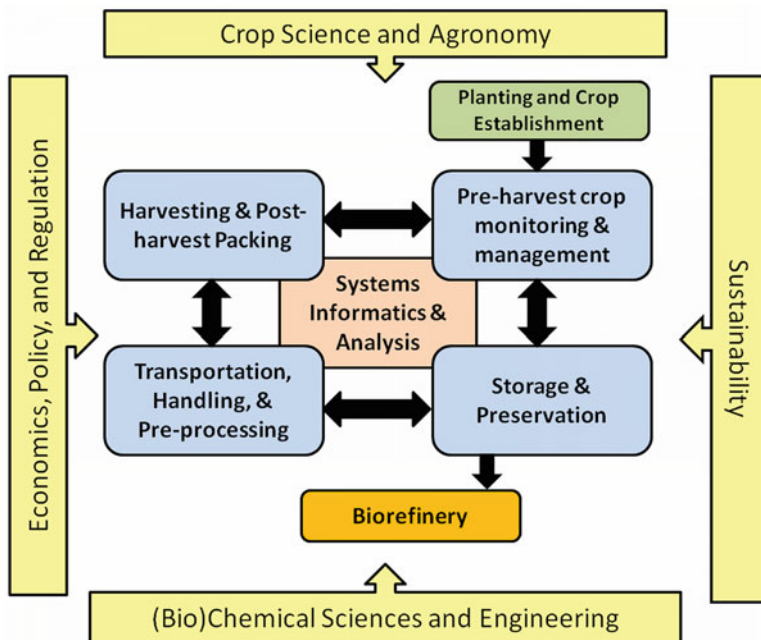 Crop Science and Agronomy
Economics, Policy, and Regulation
Planting and Crop
Establishment
Harvesting & Post-
harvest Packing
Pre-harvest crop
monitoring &
management
Systems
Informatics &
Analysis
Sustainability
Transportation,
Handling, &
Pre-processing
Storage &
Preservation
Biorefinery
(Bio)Chemical Sciences and Engineering